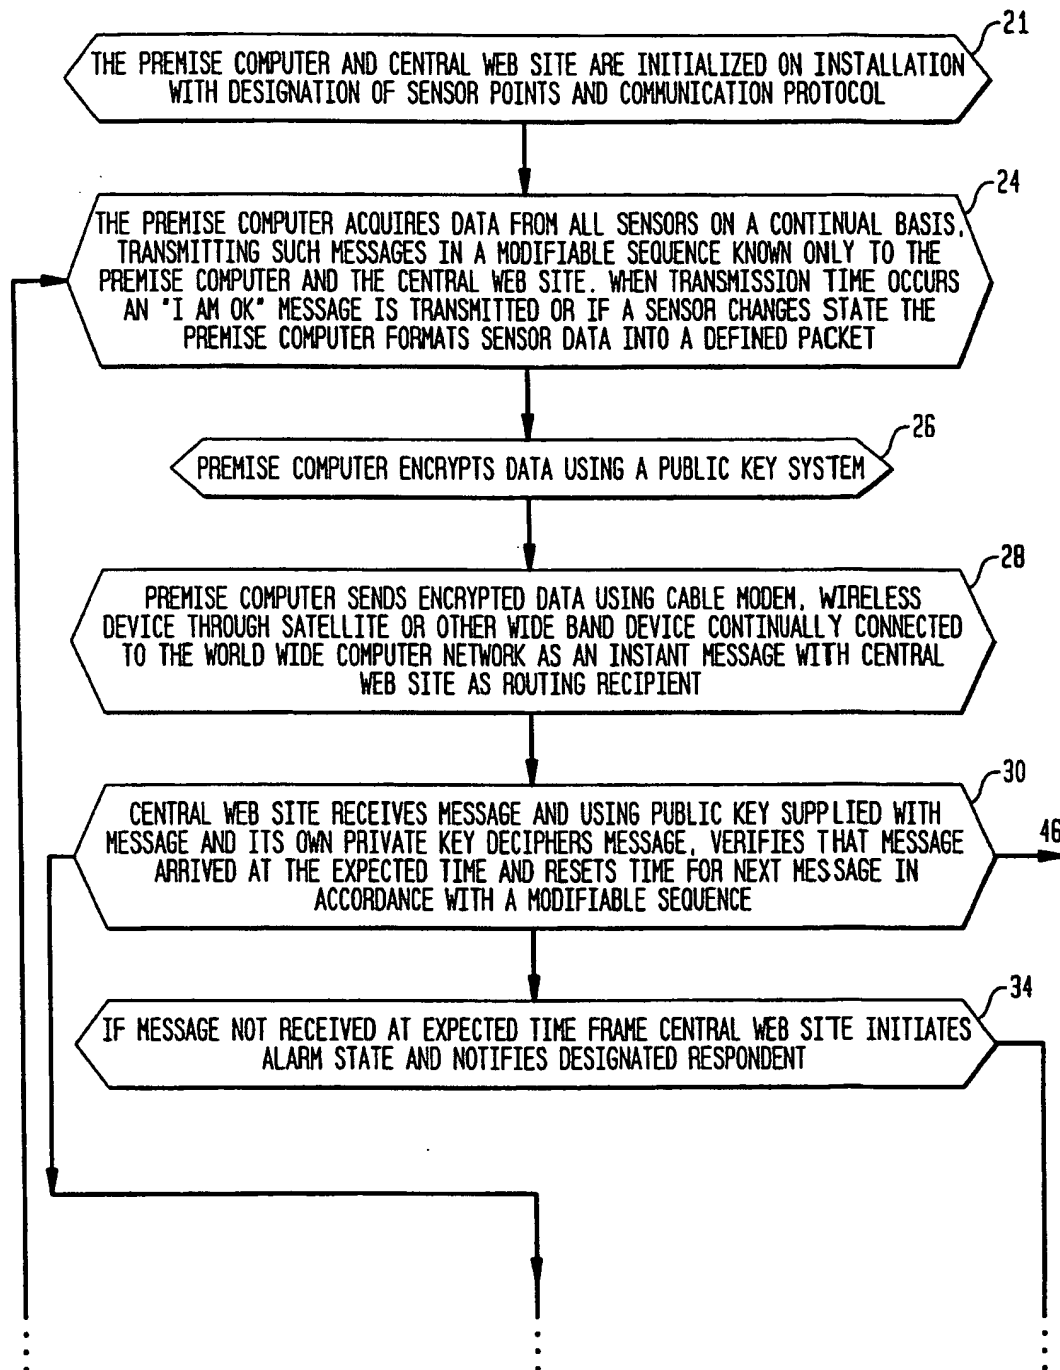 21
THE PREMISE COMPUTER AND CENTRAL WEB SITE ARE INITIALIZED ON INSTALLATION
WITH DESIGNATION OF SENSOR POINTS AND COMMUNICATION PROTOCOL
24
THE PREMISE COMPUTER ACQUIRES DATA FROM ALL SENSORS ON A CONTINUAL BASIS,
TRANSMITTING SUCH MESSAGES IN A MODIFIABLE SEQUENCE KNOWN ONLY TO THE
PREMISE COMPUTER AND THE CENTRAL WEB SITE. WHEN TRANSMISSION TIME OCCURS
AN "I AM OK" MESSAGE IS TRANSMITTED OR IF A SENSOR CHANGES STATE THE
PREMISE COMPUTER FORMATS SENSOR DATA INTO A DEFINED PACKET
26
PREMISE COMPUTER ENCRYPTS DATA USING A PUBLIC KEY SYSTEM
28
PREMISE COMPUTER SENDS ENCRYPTED DATA USING CABLE MODEM, WIRELESS
DEVICE THROUGH SATELLITE OR OTHER WIDE BAND DEVICE CONTINUALLY CONNECTED
TO THE WORLD WIDE COMPUTER NETWORK AS AN INSTANT MESSAGE WITH CENTRAL
WEB SITE AS ROUTING RECIPIENT
30
CENTRAL WEB SITE RECEIVES MESSAGE AND USING PUBLIC KEY SUPPLIED WITH
MESSAGE AND ITS OWN PRIVATE KEY DECIPHERS MESSAGE, VERIFIES THAT MESSAGE
ARRIVED AT THE EXPECTED TIME AND RESETS TIME FOR NEXT MESSAGE IN
ACCORDANCE WITH A MODIFIABLE SEQUENCE
46
34
IF MESSAGE NOT RECEIVED AT EXPECTED TIME FRAME CENTRAL WEB SITE INITIATES
ALARM STATE AND NOTIFIES DESIGNATED RESPONDENT